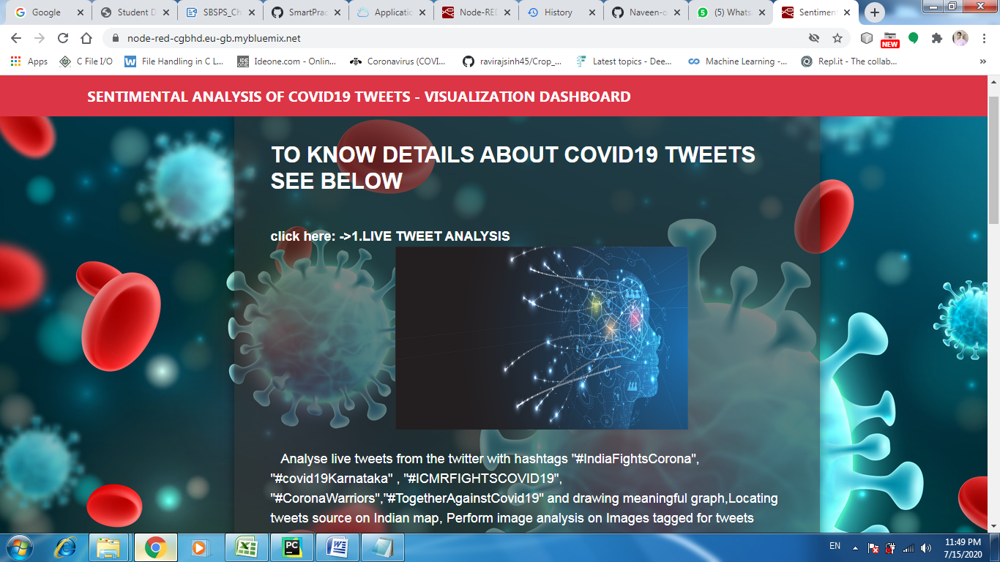 Google
Student D
SBSPS_Ch
SmartPrac
Applicatio
Node-RED
History
Naveen-o
(5) Whats
Sentiment
node-red-cgbhd.eu-gb.mybluemix.net
NEW
Apps
C File I/O
File Handling in C L...
Ideone.com - Onlin...
Coronavirus (COVI...
ravirajsinh45/Crop_...
Latest topics - Dee...
Machine Learning -...
Repl.it - The collab...
»
SENTIMENTAL ANALYSIS OF COVID19 TWEETS - VISUALIZATION DASHBOARD
TO KNOW DETAILS ABOUT COVID19 TWEETS
SEE BELOW
click here: ->1.LIVE TWEET ANALYSIS
Analyse live tweets from the twitter with hashtags "#IndiaFightsCorona",
"#covid19Karnataka" , "#ICMRFIGHTSCOVID19",
"#CoronaWarriors","#TogetherAgainstCovid19" and drawing meaningful graph,Locating
tweets source on Indian map, Perform image analysis on Images tagged for tweets
EN
11:49 PM
7/15/2020